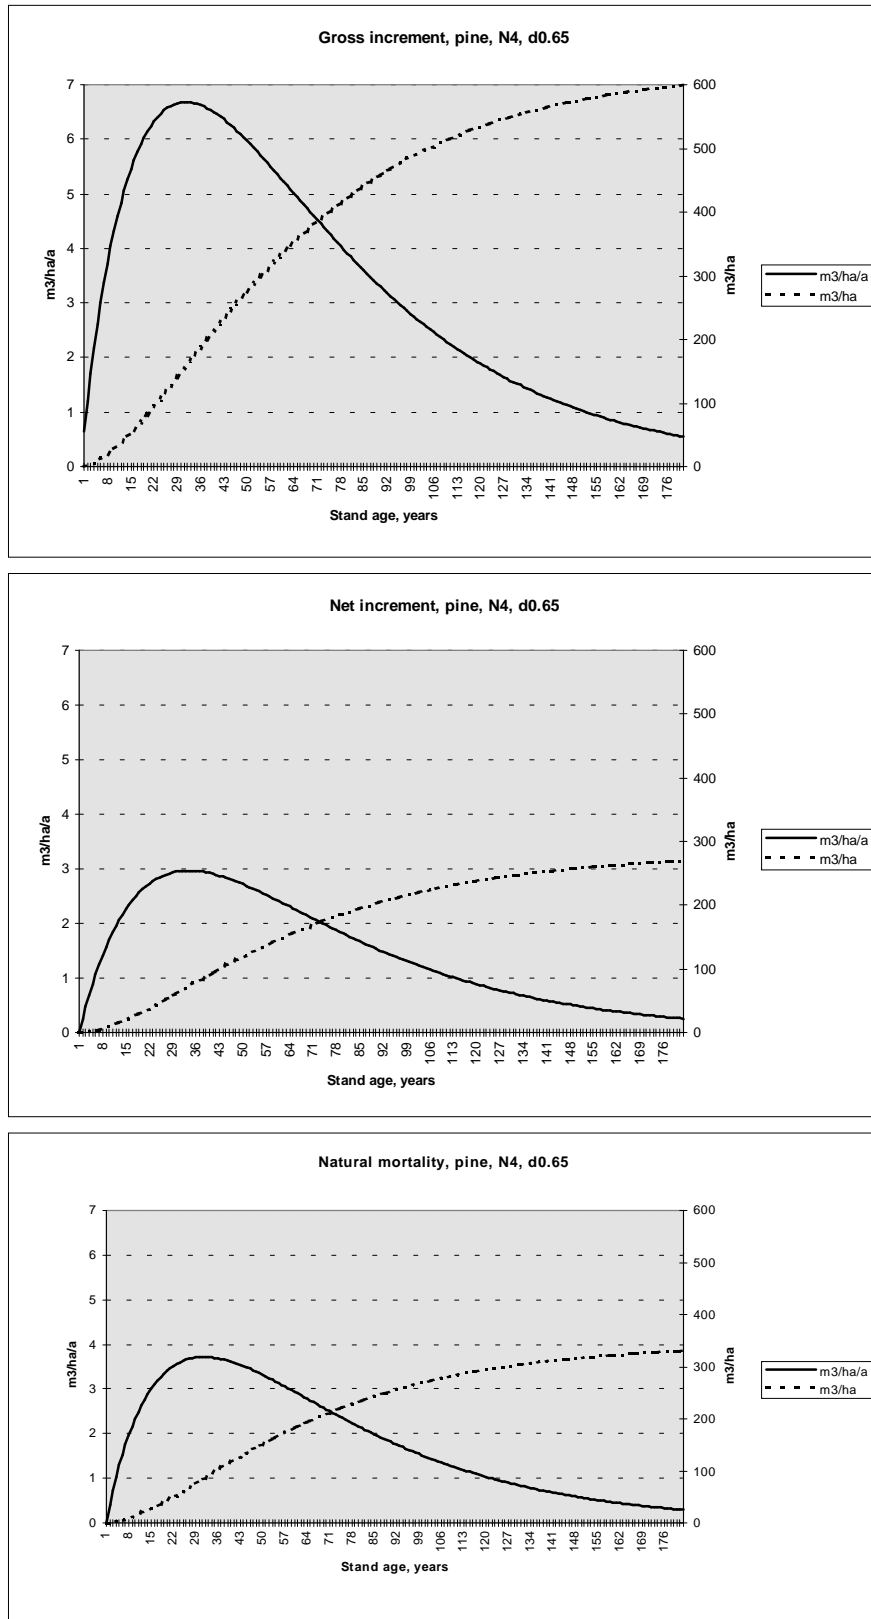 Gross increment, pine, N4, d0.65
7
6
5
4
3
2
1
0
m3/ha/a
600
500
400
300
200
100
0
m3/ha
1 8 15 22 29 36 43 50 57 64 71 78 85 92 99 106 113 120 127 134 141 148 155 162 169 176
Stand age, years
m3/ha/a
m3/ha
Net increment, pine, N4, d0.65
7
6
5
4
3
2
1
0
m3/ha/a
600
500
400
300
200
100
0
m3/ha
1 8 15 22 29 36 43 50 57 64 71 78 85 92 99 106 113 120 127 134 141 148 155 162 169 176
Stand age, years
m3/ha/a
m3/ha
Natural mortality, pine, N4, d0.65
7
6
5
4
3
2
1
0
m3/ha/a
600
500
400
300
200
100
0
m3/ha
1 8 15 22 29 36 43 50 57 64 71 78 85 92 99 106 113 120 127 134 141 148 155 162 169 176
Stand age, years
m3/ha/a
m3/ha